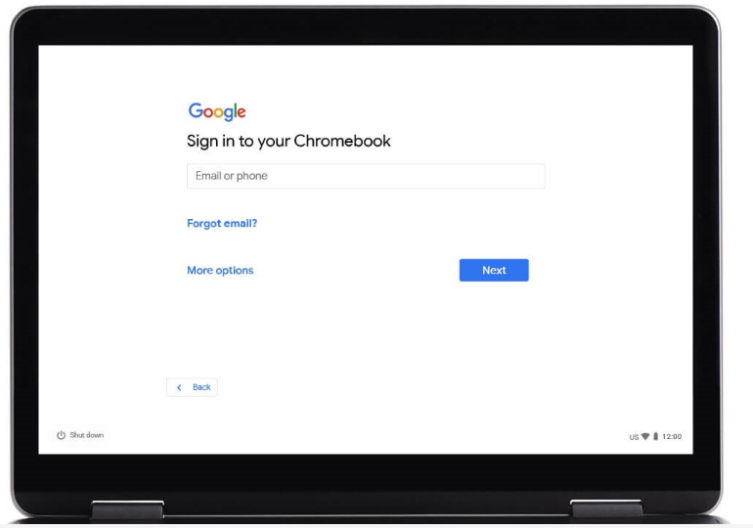 Google
Sign in to your Chromebook
Email or phone
Forgot email?
More options
Next
Back
Shut down
US 12:00